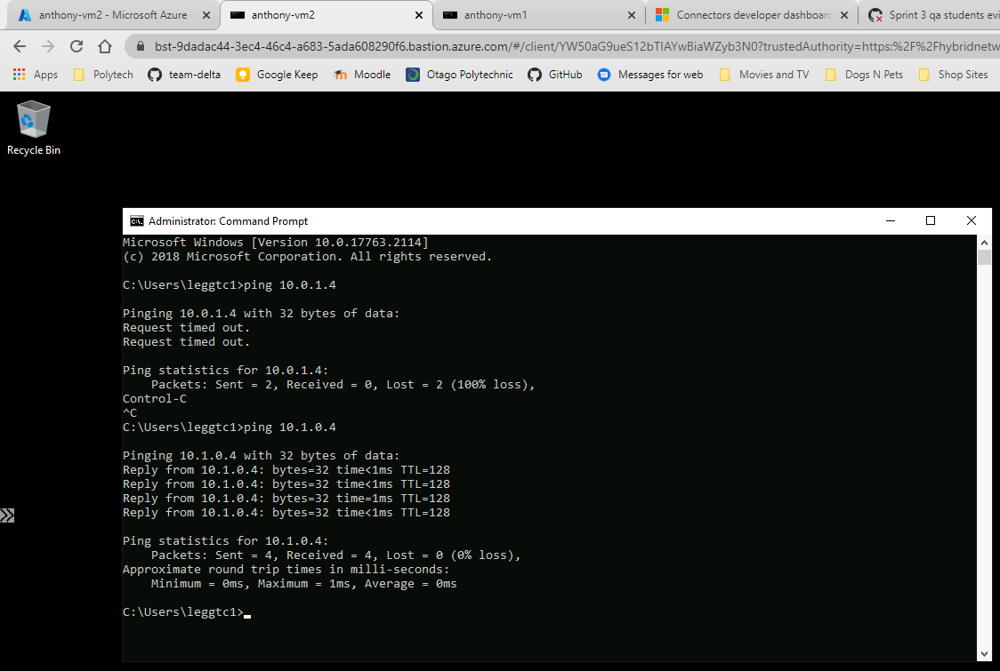 anthony-vm2 - Microsoft Azure
anthony-vm2
anthony-vm1
Connectors developer dashboard
Sprint 3 qa students evi
bst-9dadac44-3ec4-46c4-a683-5ada608290f6.bastion.azure.com/#/client/YW50aG9ueS12bTIAYwBiaWZyb3N0?trustedAuthority=https:%2F%2Fhybridnetw
Apps
Polytech
team-delta
Google Keep
Moodle
Otago Polytechnic
GitHub
Messages for web
Movies and TV
Dogs N Pets
Shop Sites
Recycle Bin
Administrator: Command Prompt
Microsoft Windows [Version 10.0.17763.2114]
(c) 2018 Microsoft Corporation. All rights reserved.
C:\Users\leggtc1>ping 10.0.1.4
Pinging 10.0.1.4 with 32 bytes of data:
Request timed out.
Request timed out.
Ping statistics for 10.0.1.4:
Packets: Sent = 2, Received = 0, Lost = 2 (100% loss),
Control-C
^C
C:\Users\leggtc1>ping 10.1.0.4
Pinging 10.1.0.4 with 32 bytes of data:
Reply from 10.1.0.4: bytes=32 time<1ms TTL=128
Reply from 10.1.0.4: bytes=32 time<1ms TTL=128
Reply from 10.1.0.4: bytes=32 time=1ms TTL=128
Reply from 10.1.0.4: bytes=32 time<1ms TTL=128
Ping statistics for 10.1.0.4:
Packets: Sent = 4, Received = 4, Lost = 0 (0% loss),
Approximate round trip times in milli-seconds:
Minimum = 0ms, Maximum = 1ms, Average = 0ms
C:\Users\leggtc1>